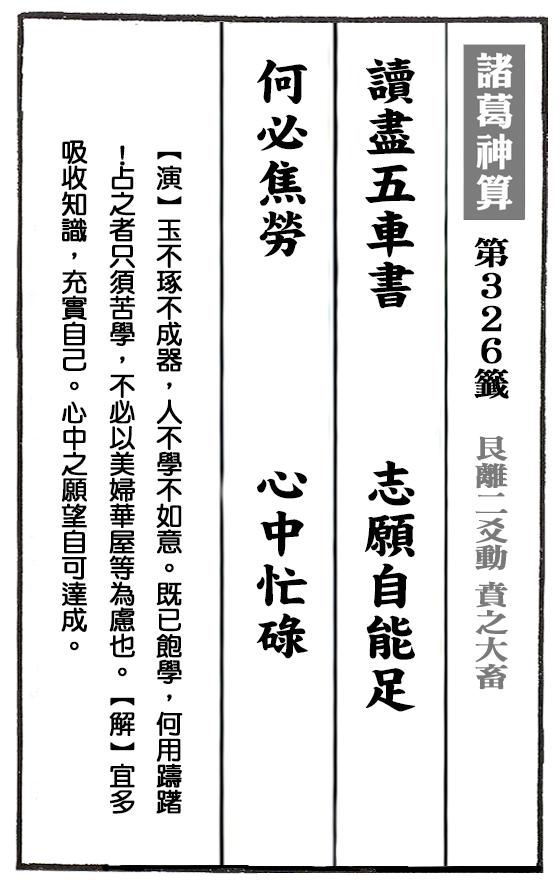 諸葛神算 第326籤 艮離二爻動 賁之大畜
讀盡五車書 志願自能足
何必焦勞 心中忙碌
【演】玉不琢不成器，人不學不如意。既已飽學，何用躊躇
！占之者只須苦學，不必以美婦華屋等為慮也。【解】宜多
吸收知識，充實自己。心中之願望自可達成。